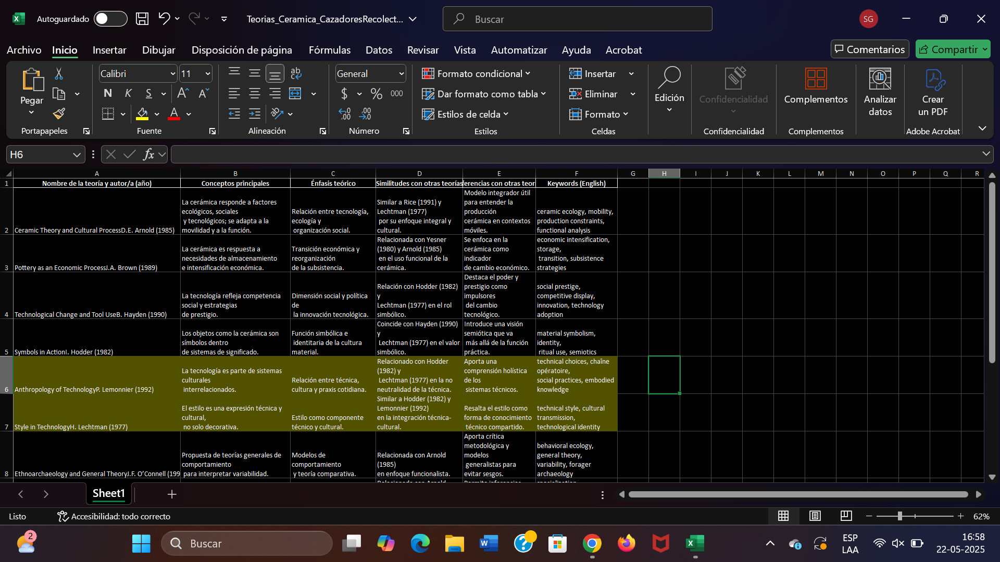 Autoguardado
Teorias_Ceramica_CazadoresRecolect...
Buscar
SG
Archivo Inicio Insertar Dibujar Disposición de página Fórmulas Datos Revisar Vista Automatizar Ayuda Acrobat
Comentarios
Compartir
Pegar
Portapapeles
Calibri
11
N K S A A
A
Fuente
ab
Alineación
General
$ % 000
Número
Formato condicional
Dar formato como tabla
Estilos de celda
Estilos
Insertar
Eliminar
Formato
Celdas
Edición
Confidencialidad
Confidencialidad
Complementos
Complementos
Analizar
datos
Crear
un PDF
Adobe Acrobat
H6
fx
A B C D E F G H I J K L M N O P Q R
1
Nombre de la teoría y autor/a (año)
Conceptos principales
Énfasis teórico
Similitudes con otras teorías
ferencias con otras teor
Keywords (English)
2
Ceramic Theory and Cultural ProcessD.E. Arnold (1985)
La cerámica responde a factores
ecológicos, sociales
y tecnológicos; se adapta a la
movilidad y a la función.
Relación entre tecnología,
ecología y
organización social.
Similar a Rice (1991) y
Lechtman (1977)
por su enfoque integral y
cultural.
Modelo integrador útil
para entender la
producción
cerámica en contextos
móviles.
ceramic ecology, mobility,
production constraints,
functional analysis
3
Pottery as an Economic ProcessJ.A. Brown (1989)
La cerámica es respuesta a
necesidades de almacenamiento
e intensificación económica.
Transición económica y
reorganización
de la subsistencia.
Relacionada con Yesner
(1980) y Arnold (1985)
en el uso funcional de la
cerámica.
Se enfoca en la
cerámica como
indicador
de cambio económico.
economic intensification,
storage,
transition, subsistence
strategies
4
Technological Change and Tool UseB. Hayden (1990)
La tecnología refleja competencia
social y estrategias
de prestigio.
Dimensión social y política
de
la innovación tecnológica.
Relación con Hodder (1982)
y
Lechtman (1977) en el rol
simbólico.
Destaca el poder y
prestigio como
impulsores
del cambio
tecnológico.
social prestige,
competitive display,
innovation, technology
adoption
5
Symbols in ActionI. Hodder (1982)
Los objetos como la cerámica son
símbolos dentro
de sistemas de significado.
Función simbólica e
identitaria de la cultura
material.
Coincide con Hayden (1990)
y
Lechtman (1977) en el valor
simbólico.
Introduce una visión
semiótica que va
más allá de la función
práctica.
material symbolism,
identity,
ritual use, semiotics
6
Anthropology of TechnologyP. Lemonnier (1992)
La tecnología es parte de sistemas
culturales
interrelacionados.
Relación entre técnica,
cultura y praxis cotidiana.
Relacionado con Hodder
(1982) y
Lechtman (1977) en la no
neutralidad de la técnica.
Aporta una
comprensión holística
de los
sistemas técnicos.
technical choices, chaîne
opératoire,
social practices, embodied
knowledge
7
Style in TechnologyH. Lechtman (1977)
El estilo es una expresión técnica y
cultural,
no solo decorativa.
Estilo como componente
técnico y cultural.
Similar a Hodder (1982) y
Lemonnier (1992)
en la integración técnica-
cultural.
Resalta el estilo como
forma de conocimiento
técnico compartido.
technical style, cultural
transmission,
technological identity
8
Ethnoarchaeology and General TheoryJ.F. O’Connell (199
Propuesta de teorías generales de
comportamiento
para interpretar variabilidad.
Modelos de
comportamiento
y teoría comparativa.
Relacionada con Arnold
(1985)
en enfoque funcionalista.
Aporta crítica
metodológica y
modelos
generalistas para
evitar sesgos.
behavioral ecology,
general theory,
variability, forager
archaeology
Sheet1
Listo
Accesibilidad: todo correcto
62%
2
Buscar
ESP
LAA
16:58
22-05-2025